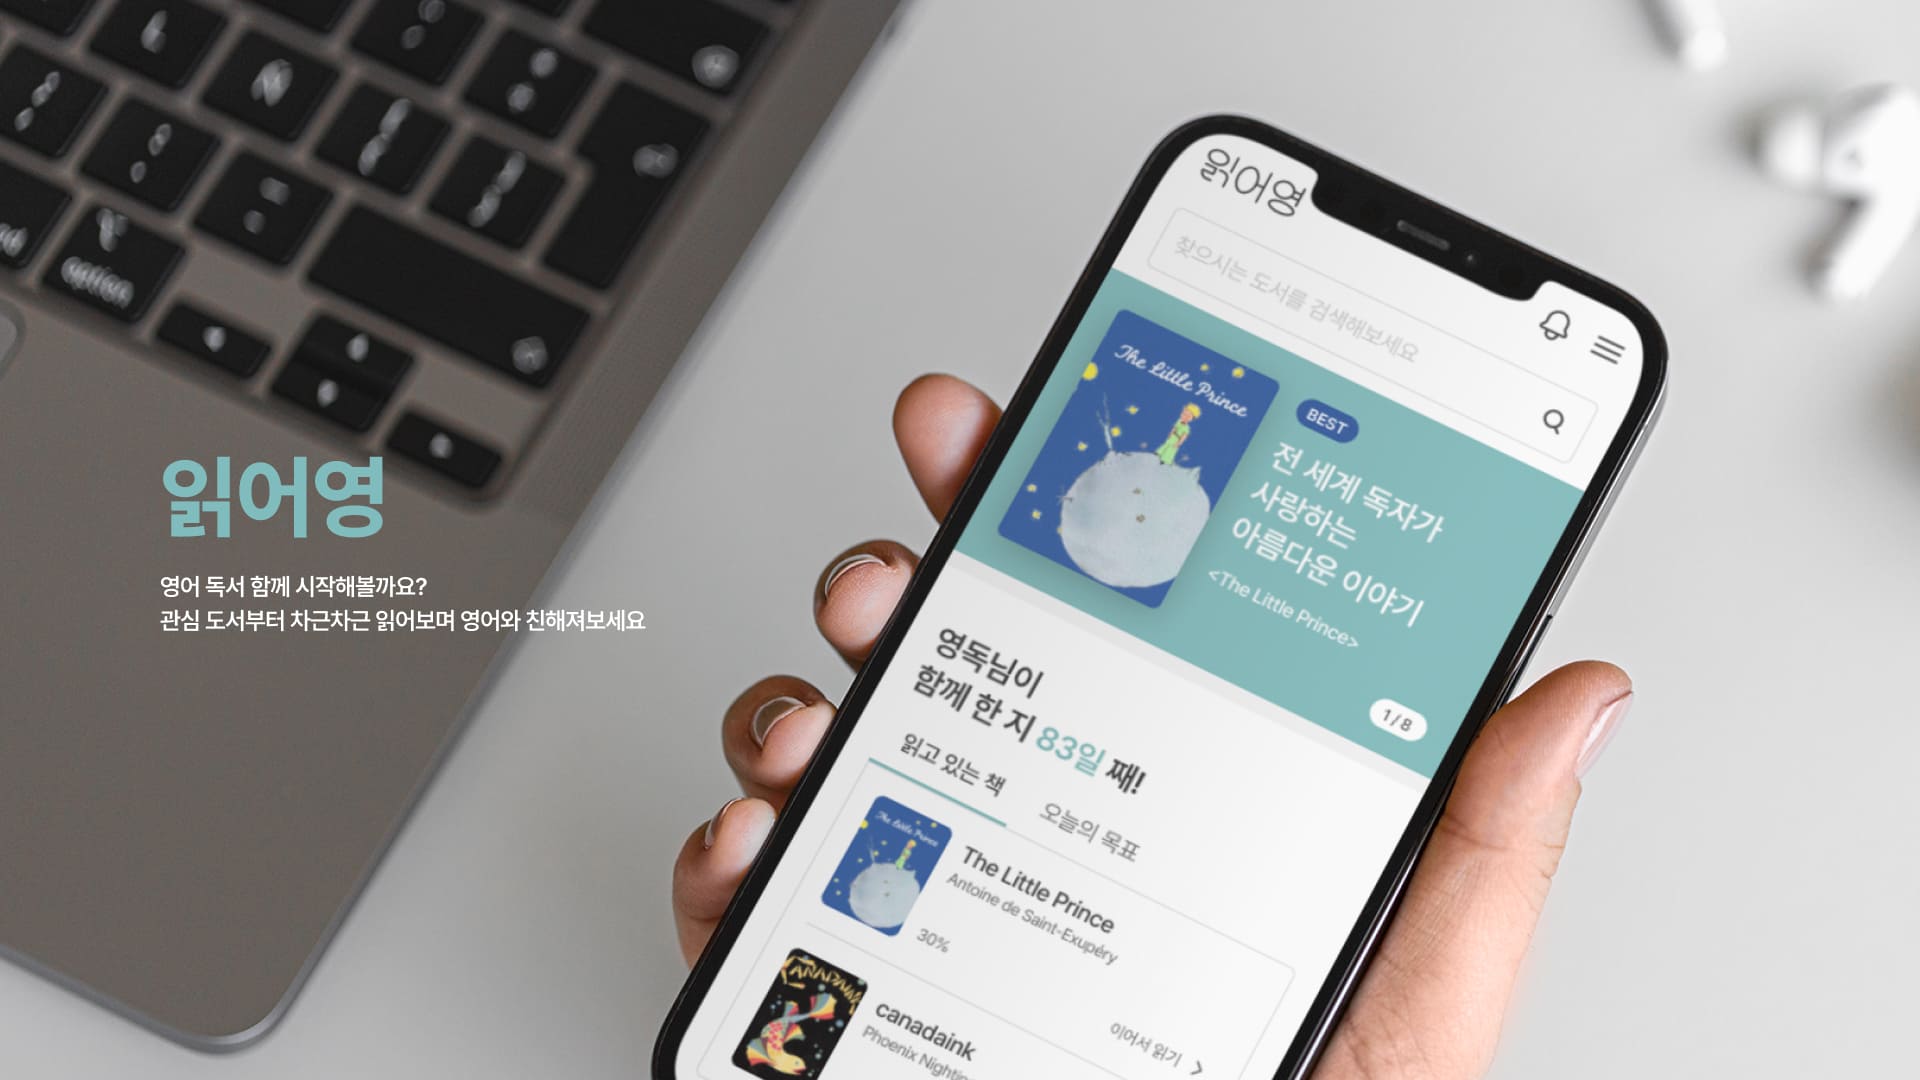 option
읽어영
영어 독서 함께 시작해볼까요?
관심 도서부터 차근차근 읽어보며 영어와 친해져보세요
읽어영
찾으시는 도서를 검색해보세요
The Little Prince
BEST
전 세계 독자가
사랑하는
아름다운 이야기
<The Little Prince>
1/8
영독님이
함께 한 지 83일 째!
읽고 있는 책
오늘의 목표
The Little Prince
The Little Prince
Antoine de Saint-Exupéry
30%
이어서 읽기
canadaink
Phoenix